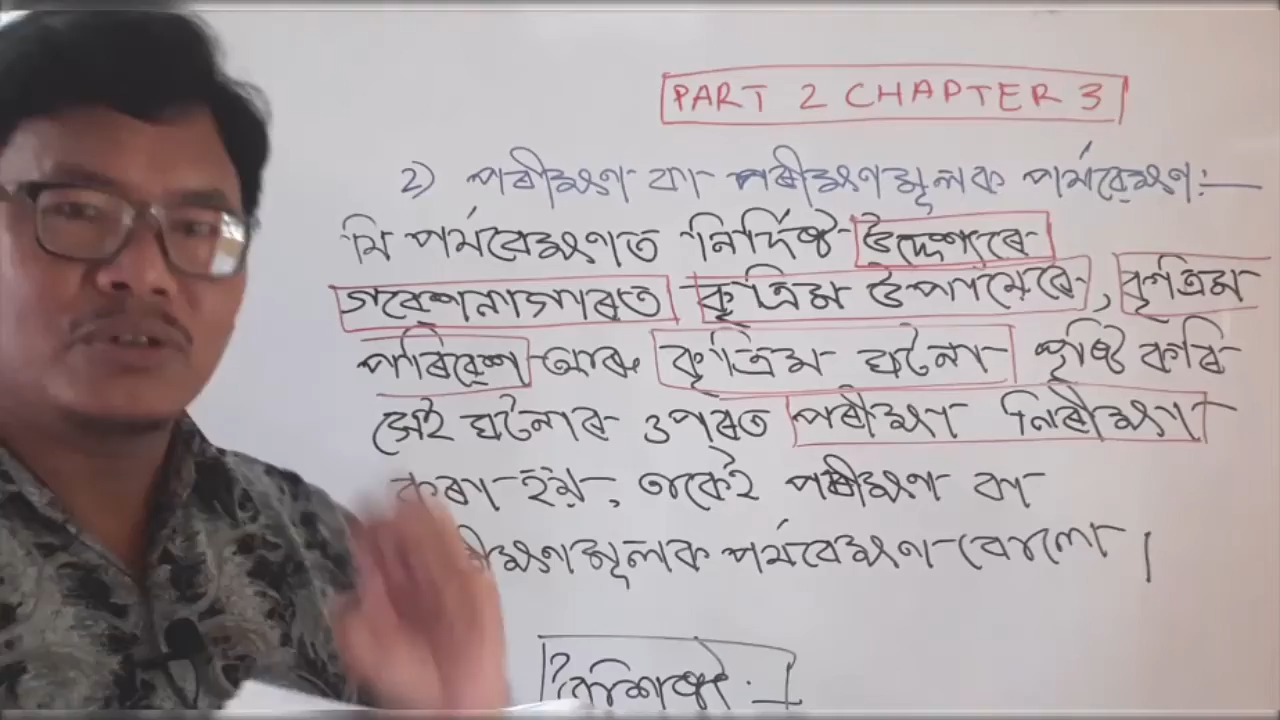 PART 2 CHAPTER 3
2) পৰীক্ষণ বা পৰীক্ষণমূলক পৰ্যবেক্ষণ :—
যি পৰ্যবেক্ষণত নিৰ্দিষ্ট উদ্দেশ্যৰে
গৱেশনাগাৰত কৃত্ৰিম উপায়েৰে, কৃত্ৰিম
পৰিবেশ আৰু কৃত্ৰিম ঘটনা সৃষ্টি কৰি
সেই ঘটনাৰ ওপৰত পৰীক্ষা নিৰীক্ষা
কৰা হয়, তাকেই পৰীক্ষণ বা
পৰীক্ষণমূলক পৰ্যবেক্ষণ বোলে।
বৈশিষ্ট্য :—